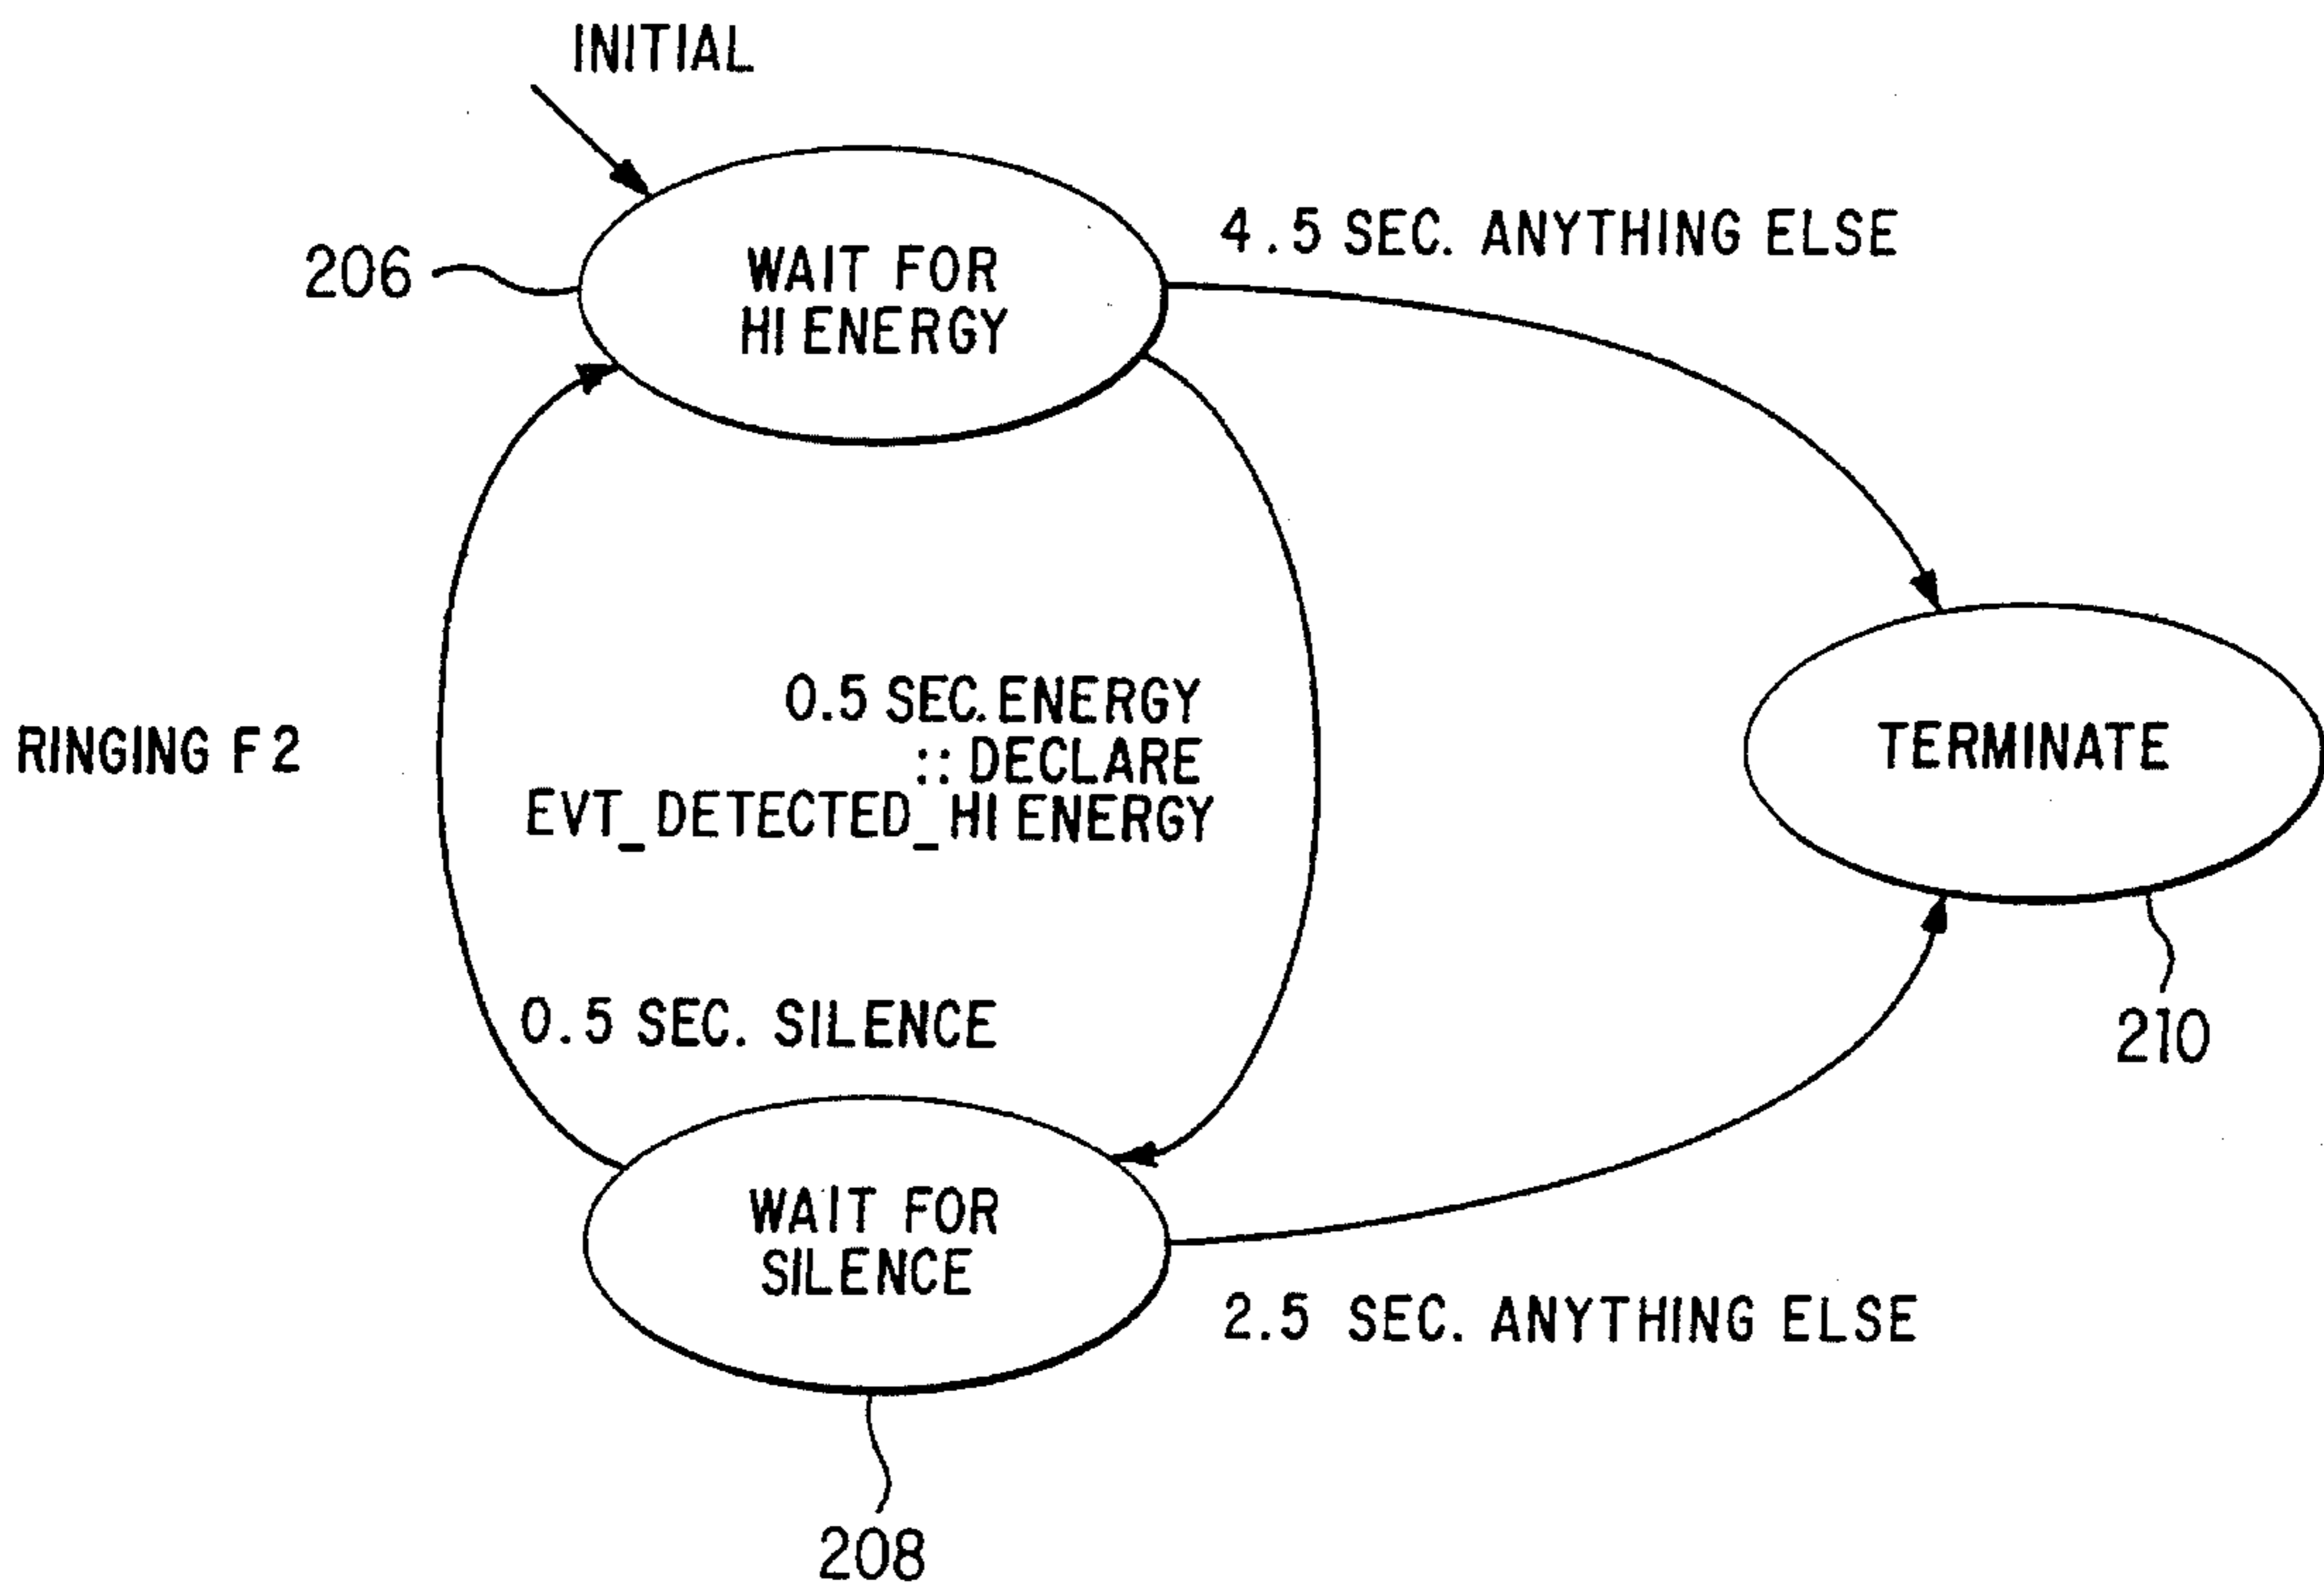 INITIAL
206
WAIT FOR
HI ENERGY
4.5 SEC. ANYTHING ELSE
RINGING F2
0.5 SEC. ENERGY
:: DECLARE
EVT_DETECTED_HI ENERGY
TERMINATE
0.5 SEC. SILENCE
210
WAIT FOR
SILENCE
2.5 SEC. ANYTHING ELSE
208